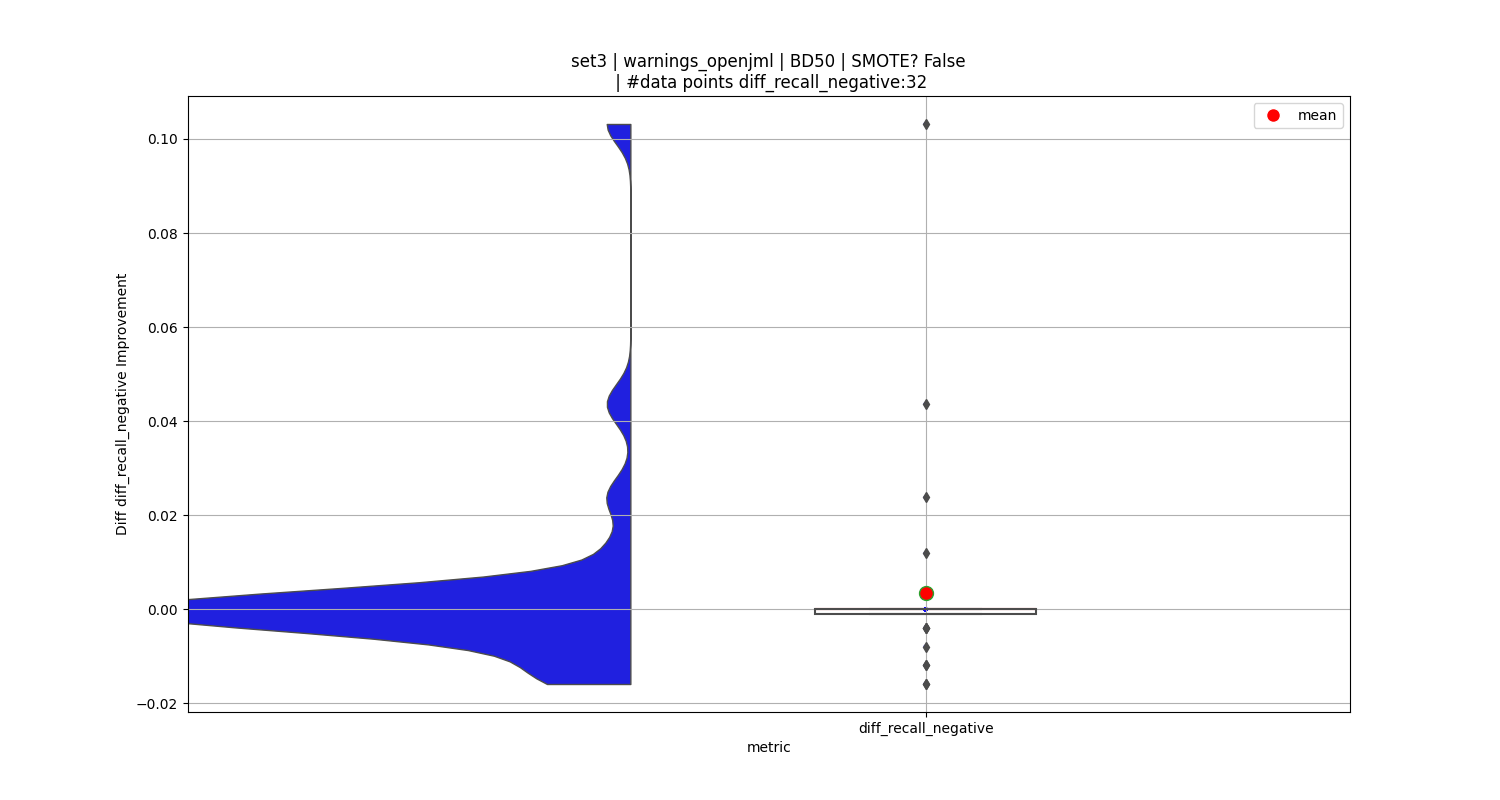 set3 | warnings_openjml | BD50 | SMOTE? False
| #data points diff_recall_negative:32
mean
0.10
0.08
0.06
0.04
0.02
0.00
−0.02
Diff diff_recall_negative Improvement
diff_recall_negative
metric